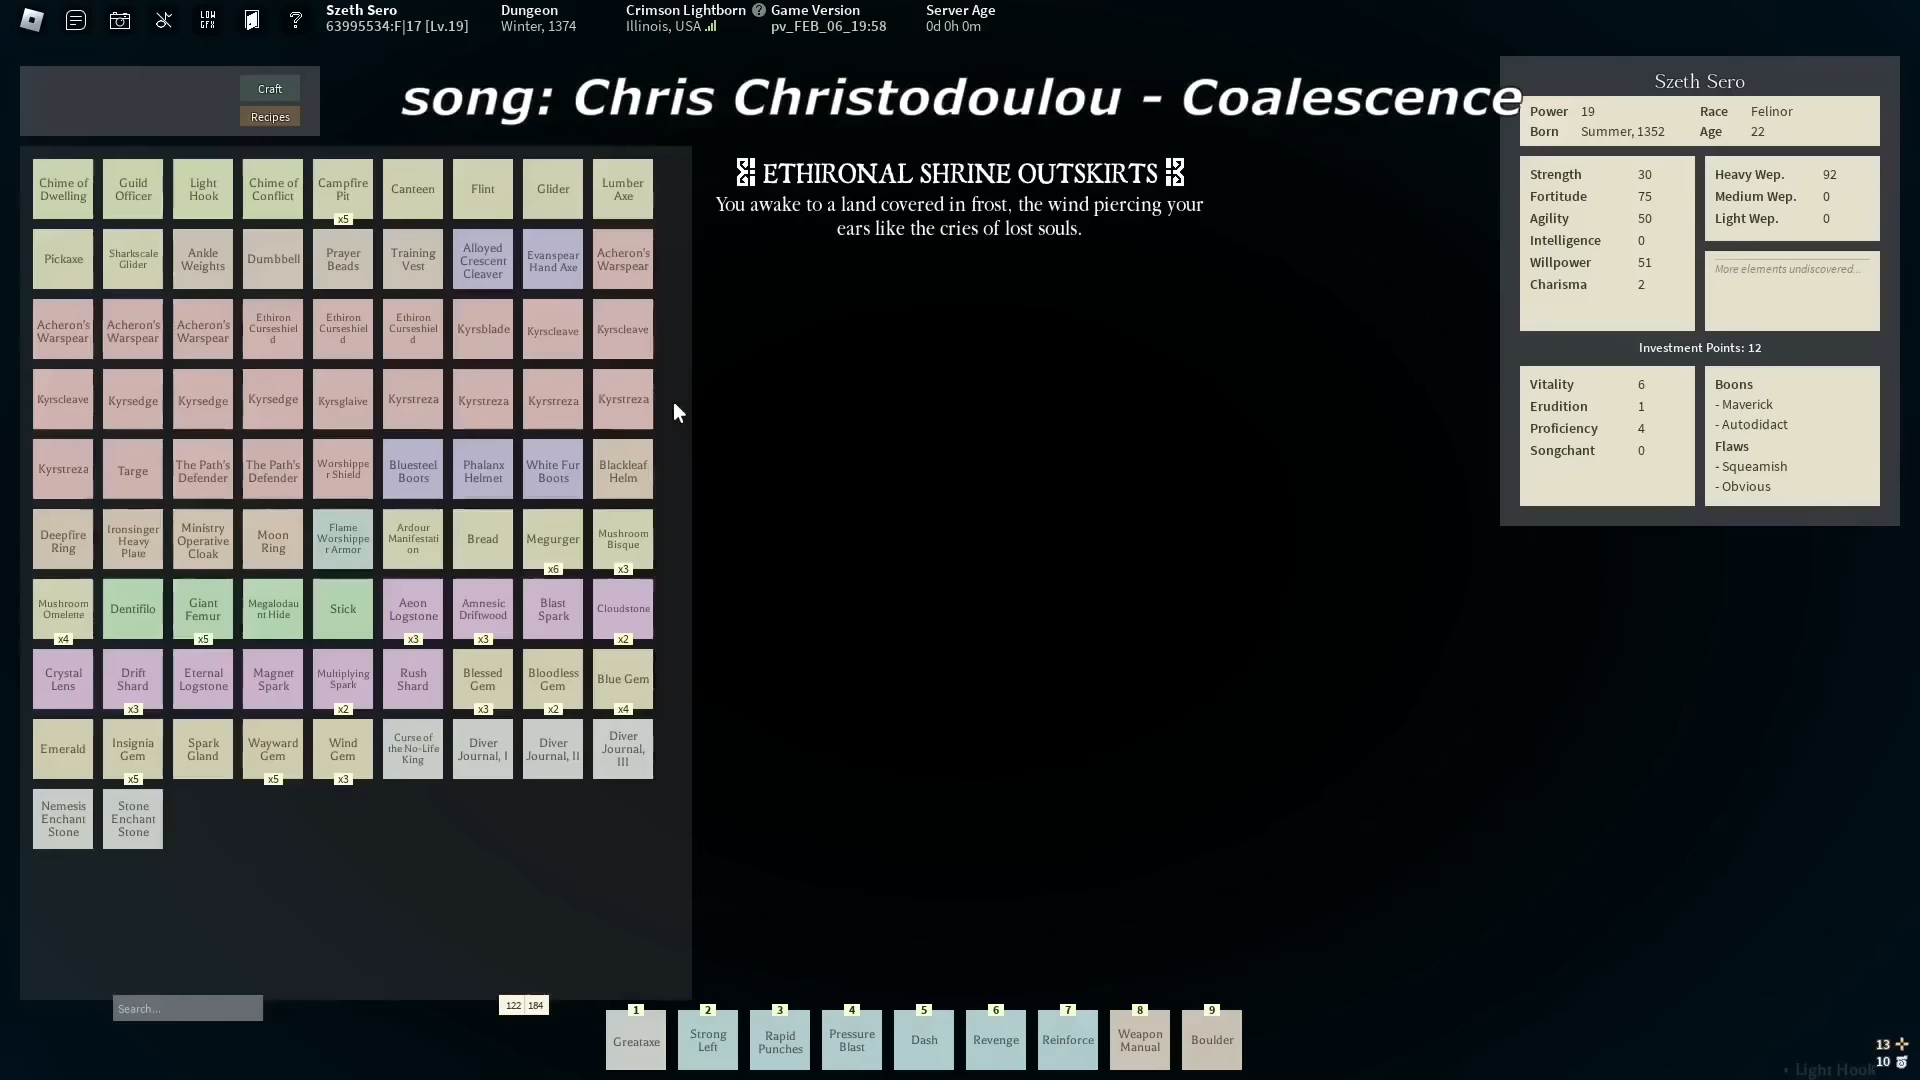 LOW
GFX
?
Szeth Sero
63995534:F|17 [Lv.19]
Dungeon
Winter, 1374
Crimson Lightborn ?
Illinois, USA
Game Version
pv_FEB_06_19:58
Server Age
0d 0h 0m
Craft
Recipes
song: Chris Christodoulou - Coalescence
ETHIRONAL SHRINE OUTSKIRTS
You awake to a land covered in frost, the wind piercing your
ears like the cries of lost souls.
Chime of
Dwelling
Guild
Officer
Light
Hook
Chime of
Conflict
Campfire
Pit
x5
Canteen
Flint
Glider
Lumber
Axe
Pickaxe
Sharkscale
Glider
Ankle
Weights
Dumbbell
Prayer
Beads
Training
Vest
Alloyed
Crescent
Cleaver
Evanspear
Hand Axe
Acheron's
Warspear
Acheron's
Warspear
Acheron's
Warspear
Acheron's
Warspear
Ethiron
Curseshiel
d
Ethiron
Curseshiel
d
Ethiron
Curseshiel
d
Kyrsblade
Kyrscleave
Kyrscleave
Kyrscleave
Kyrsedge
Kyrsedge
Kyrsedge
Kyrsglaive
Kyrstreza
Kyrstreza
Kyrstreza
Kyrstreza
Kyrstreza
Targe
The Path's
Defender
The Path's
Defender
Worshippe
r Shield
Bluesteel
Boots
Phalanx
Helmet
White Fur
Boots
Blackleaf
Helm
Deepfire
Ring
Ironsinger
Heavy
Plate
Ministry
Operative
Cloak
Moon
Ring
Flame
Worshippe
r Armor
Ardour
Manifestati
on
Bread
Megurger
x6
Mushroom
Bisque
x3
Mushroom
Omelette
x4
Dentifilo
Giant
Femur
x5
Megalodau
nt Hide
Stick
Aeon
Logstone
x3
Amnesic
Driftwood
x3
Blast
Spark
Cloudstone
x2
Crystal
Lens
Drift
Shard
x3
Eternal
Logstone
Magnet
Spark
Multiplying
Spark
x2
Rush
Shard
Blessed
Gem
x3
Bloodless
Gem
x2
Blue Gem
x4
Emerald
Insignia
Gem
x5
Spark
Gland
Wayward
Gem
x5
Wind
Gem
x3
Curse of
the No-Life
King
Diver
Journal, I
Diver
Journal, II
Diver
Journal,
III
Nemesis
Enchant
Stone
Stone
Enchant
Stone
Search...
122 184
Szeth Sero
Power 19 Race Felinor
Born Summer, 1352 Age 22
Strength 30
Fortitude 75
Agility 50
Intelligence 0
Willpower 51
Charisma 2
Heavy Wep. 92
Medium Wep. 0
Light Wep. 0
More elements undiscovered...
Investment Points: 12
Vitality 6
Erudition 1
Proficiency 4
Songchant 0
Boons
- Maverick
- Autodidact
Flaws
- Squeamish
- Obvious
1
Greataxe
2
Strong
Left
3
Rapid
Punches
4
Pressure
Blast
5
Dash
6
Revenge
7
Reinforce
8
Weapon
Manual
9
Boulder
13
10
Light Hook